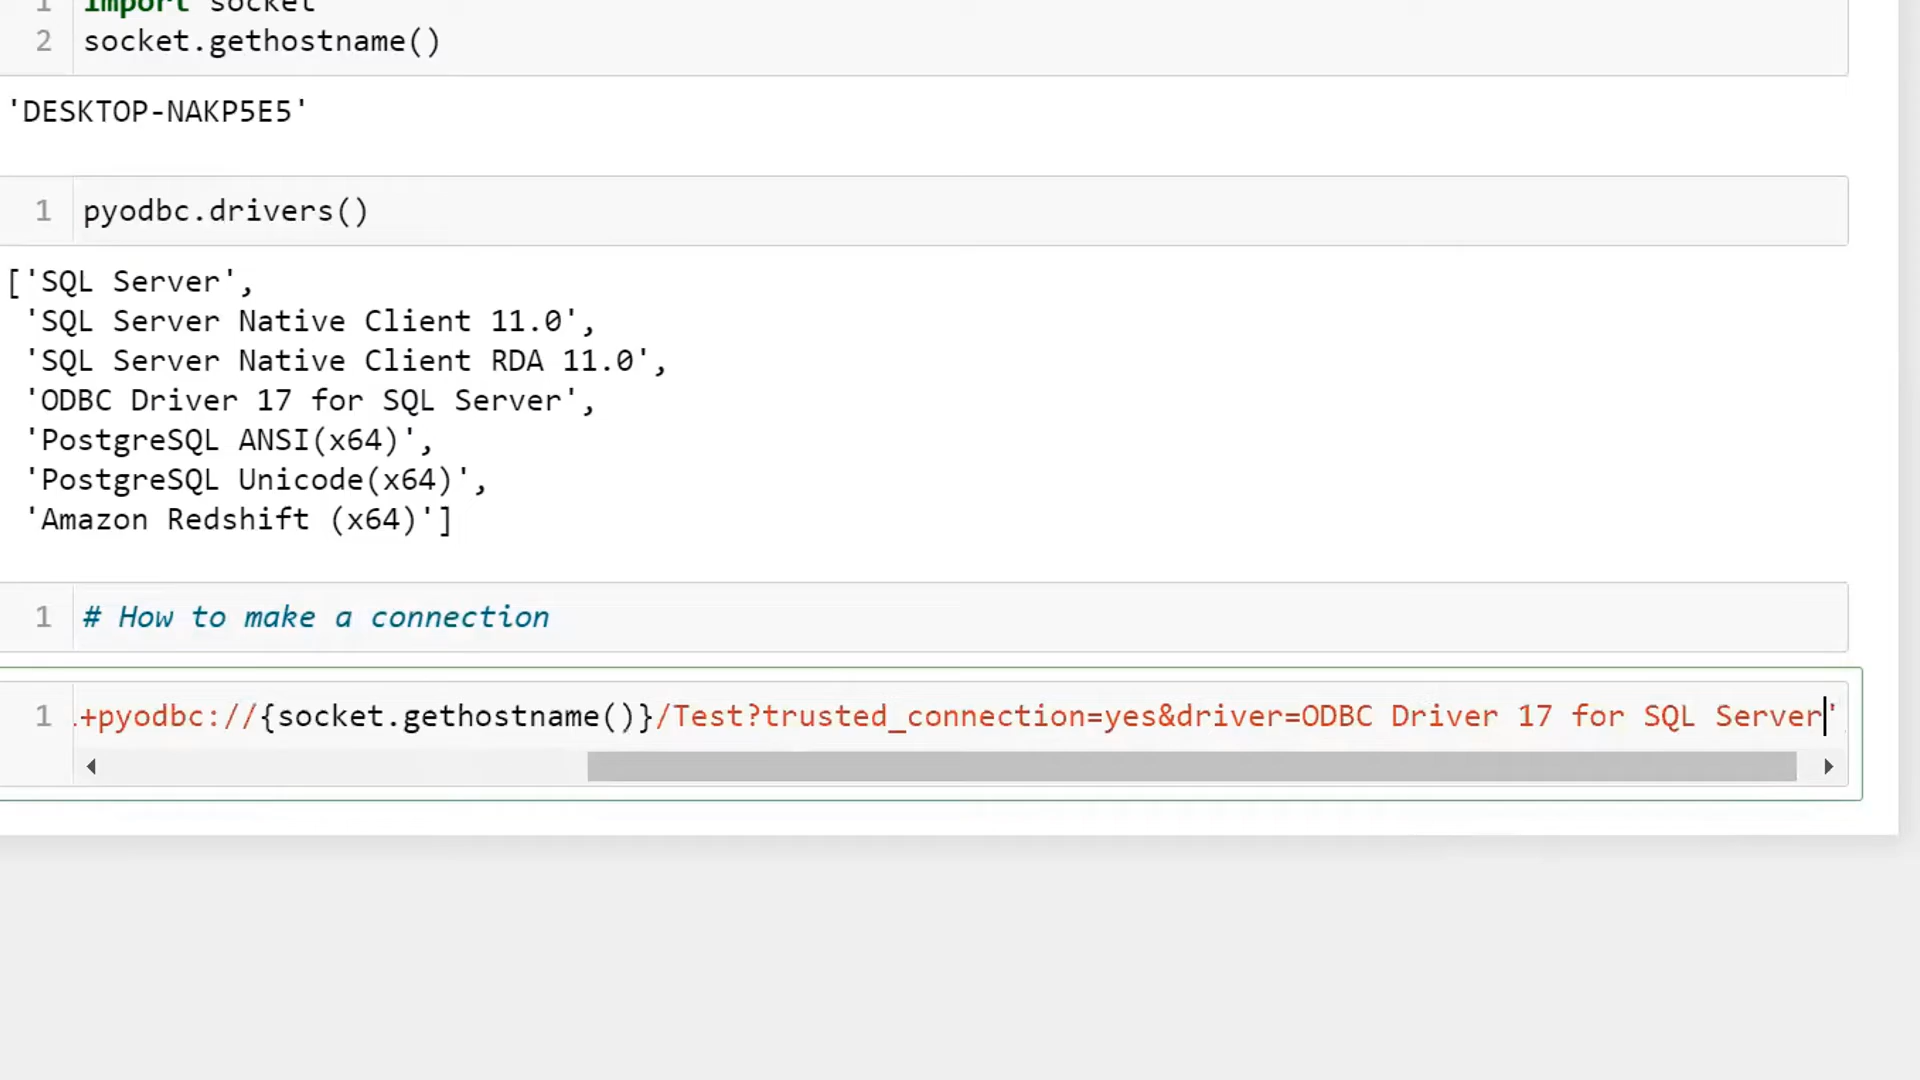 1 import socket
2 socket.gethostname()
'DESKTOP-NAKP5E5'
1 pyodbc.drivers()
['SQL Server',
'SQL Server Native Client 11.0',
'SQL Server Native Client RDA 11.0',
'ODBC Driver 17 for SQL Server',
'PostgreSQL ANSI(x64)',
'PostgreSQL Unicode(x64)',
'Amazon Redshift (x64)']
1 # How to make a connection
1 +pyodbc://{socket.gethostname()}/Test?trusted_connection=yes&driver=ODBC Driver 17 for SQL Server'